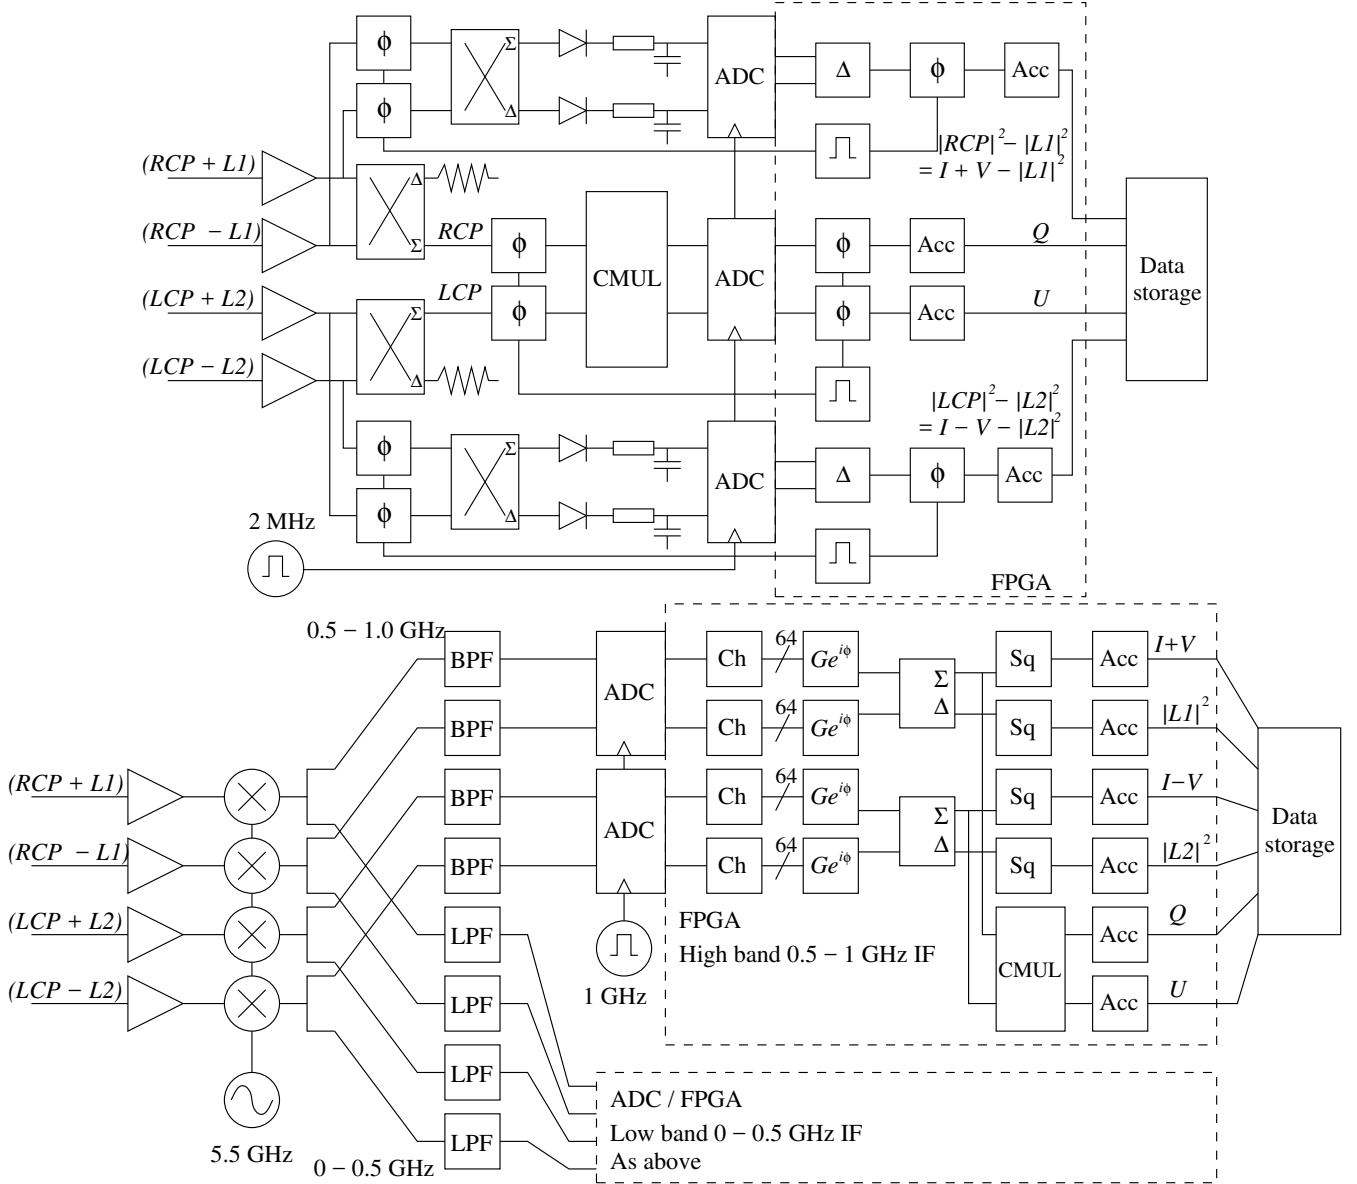 ϕ Σ ADC Δ ϕ Acc
ϕ Δ
|RCP|² − |L1|²
= I + V − |L1|²
(RCP + L1) Δ
(RCP − L1) Σ RCP ϕ CMUL ADC ϕ Acc Q
Data
storage
(LCP + L2) Σ LCP ϕ ϕ Acc U
(LCP − L2) Δ
|LCP|² − |L2|²
= I − V − |L2|²
ϕ Σ ADC Δ ϕ Acc
ϕ Δ
2 MHz
FPGA
0.5 − 1.0 GHz
BPF ADC Ch 64 Ge^{iϕ} Σ Sq Acc I+V
BPF Ch 64 Ge^{iϕ} Δ Sq Acc |L1|²
(RCP + L1) BPF ADC Ch 64 Ge^{iϕ} Σ Sq Acc I−V
Data
storage
(RCP − L1) BPF Ch 64 Ge^{iϕ} Δ Sq Acc |L2|²
(LCP + L2) LPF FPGA CMUL Acc Q
High band 0.5 − 1 GHz IF
(LCP − L2) LPF 1 GHz Acc U
LPF
ADC / FPGA
Low band 0 − 0.5 GHz IF
As above
5.5 GHz 0 − 0.5 GHz LPF